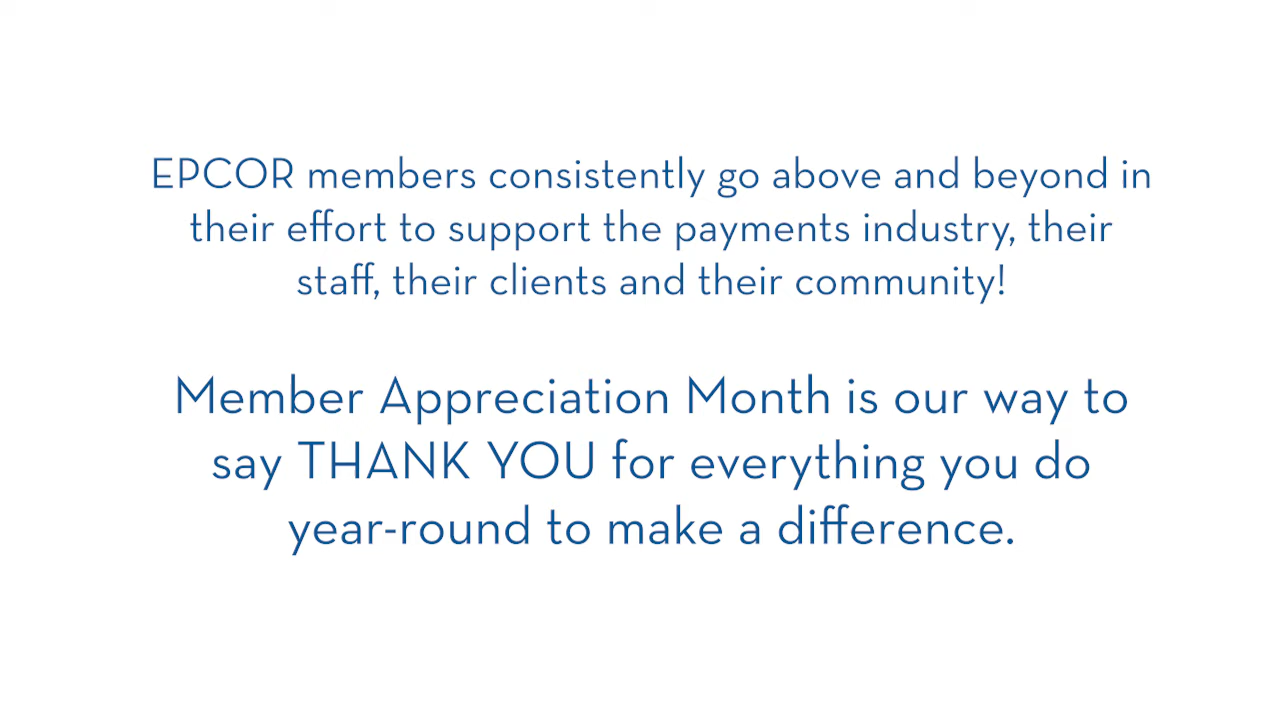 EPCOR members consistently go above and beyond in
their effort to support the payments industry, their
staff, their clients and their community!
Member Appreciation Month is our way to
say THANK YOU for everything you do
year-round to make a difference.